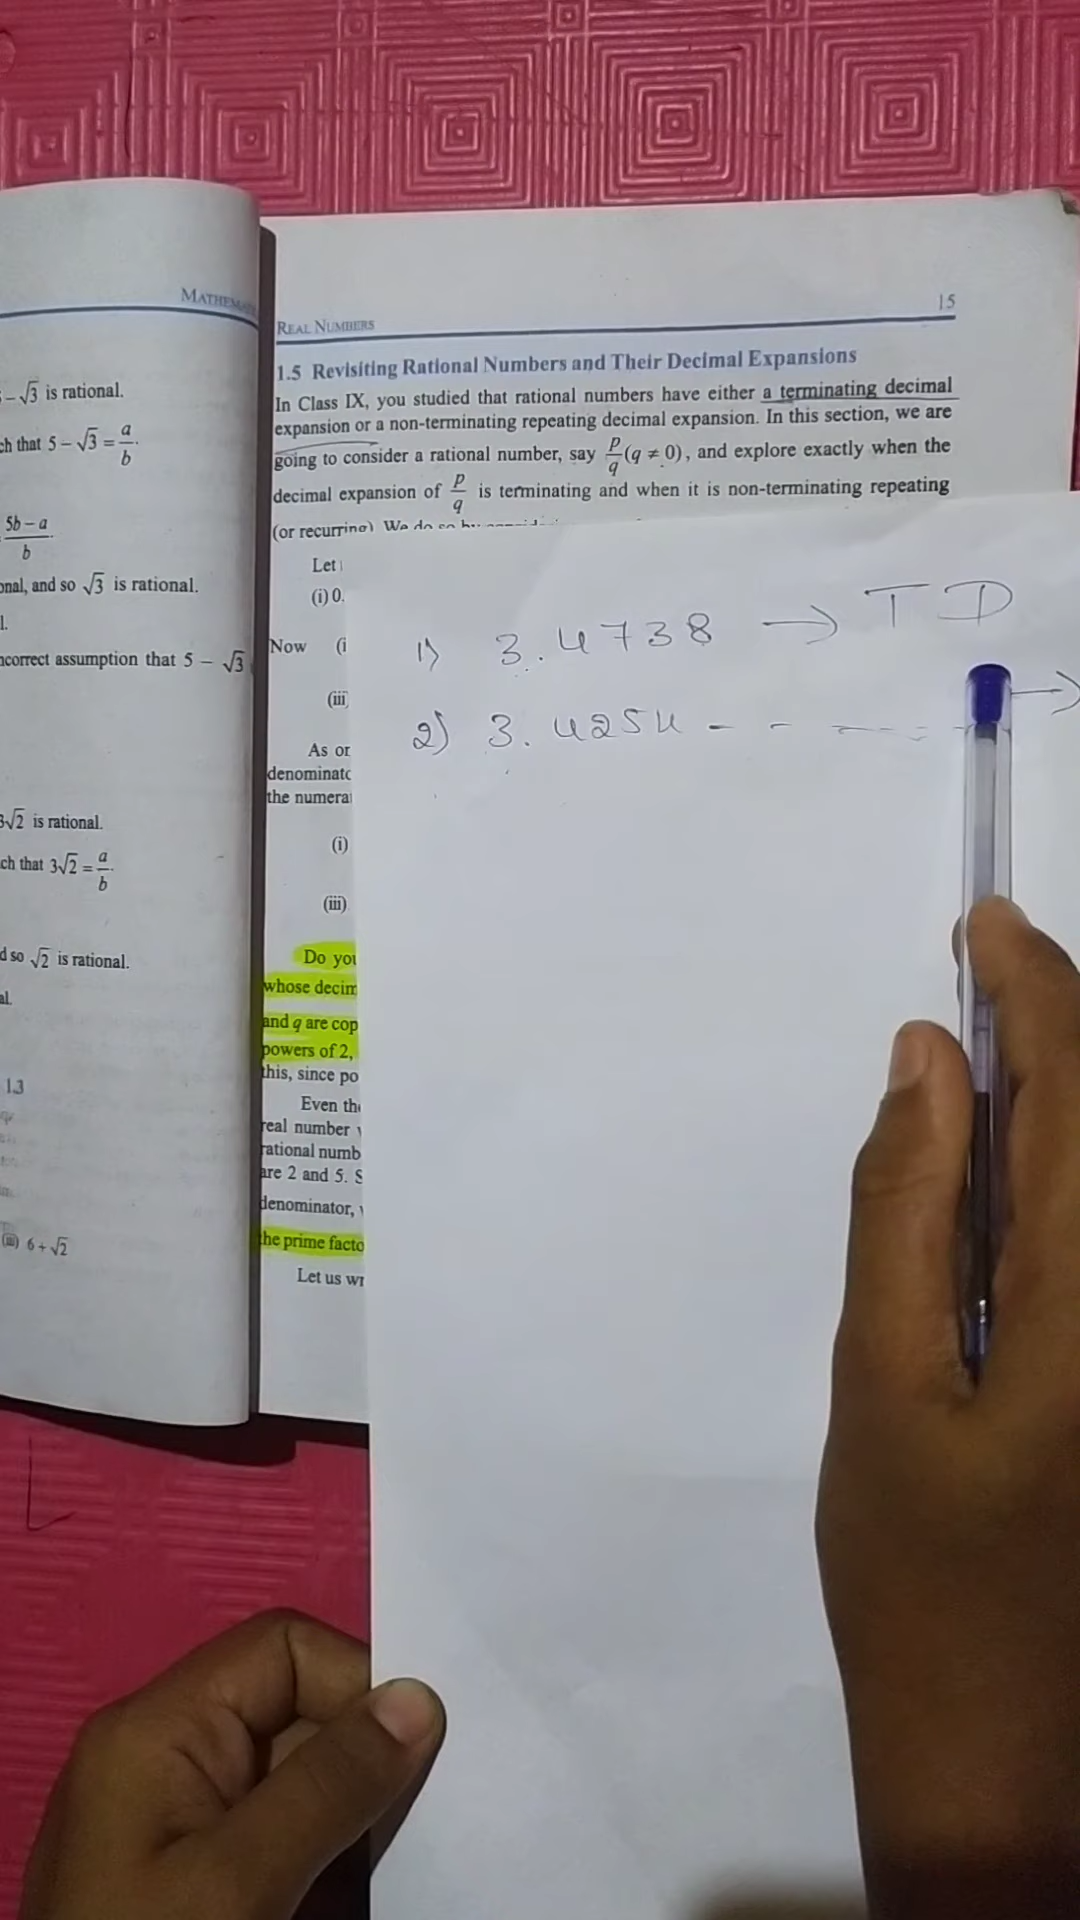 MATHEMA
- √3 is rational.
ch that 5 – √3 = a/b.
5b – a / b
onal, and so √3 is rational.
l.
ncorrect assumption that 5 – √3
3√2 is rational.
ch that 3√2 = a/b.
d so √2 is rational.
al.
1.3
(iii) 6 + √2
REAL NUMBERS 15
1.5 Revisiting Rational Numbers and Their Decimal Expansions
In Class IX, you studied that rational numbers have either a terminating decimal
expansion or a non-terminating repeating decimal expansion. In this section, we are
going to consider a rational number, say p/q (q ≠ 0), and explore exactly when the
decimal expansion of p/q is terminating and when it is non-terminating repeating
(or recurring). We do so by
Let
(i) 0.
Now (i
(iii)
As or
denominato
the numera
(i)
(iii)
Do you
whose decim
and q are cop
powers of 2,
this, since po
Even th
real number
rational numb
are 2 and 5. S
denominator,
the prime facto
Let us wr
1) 3.4738 → TD
2) 3.4254 - - - - →